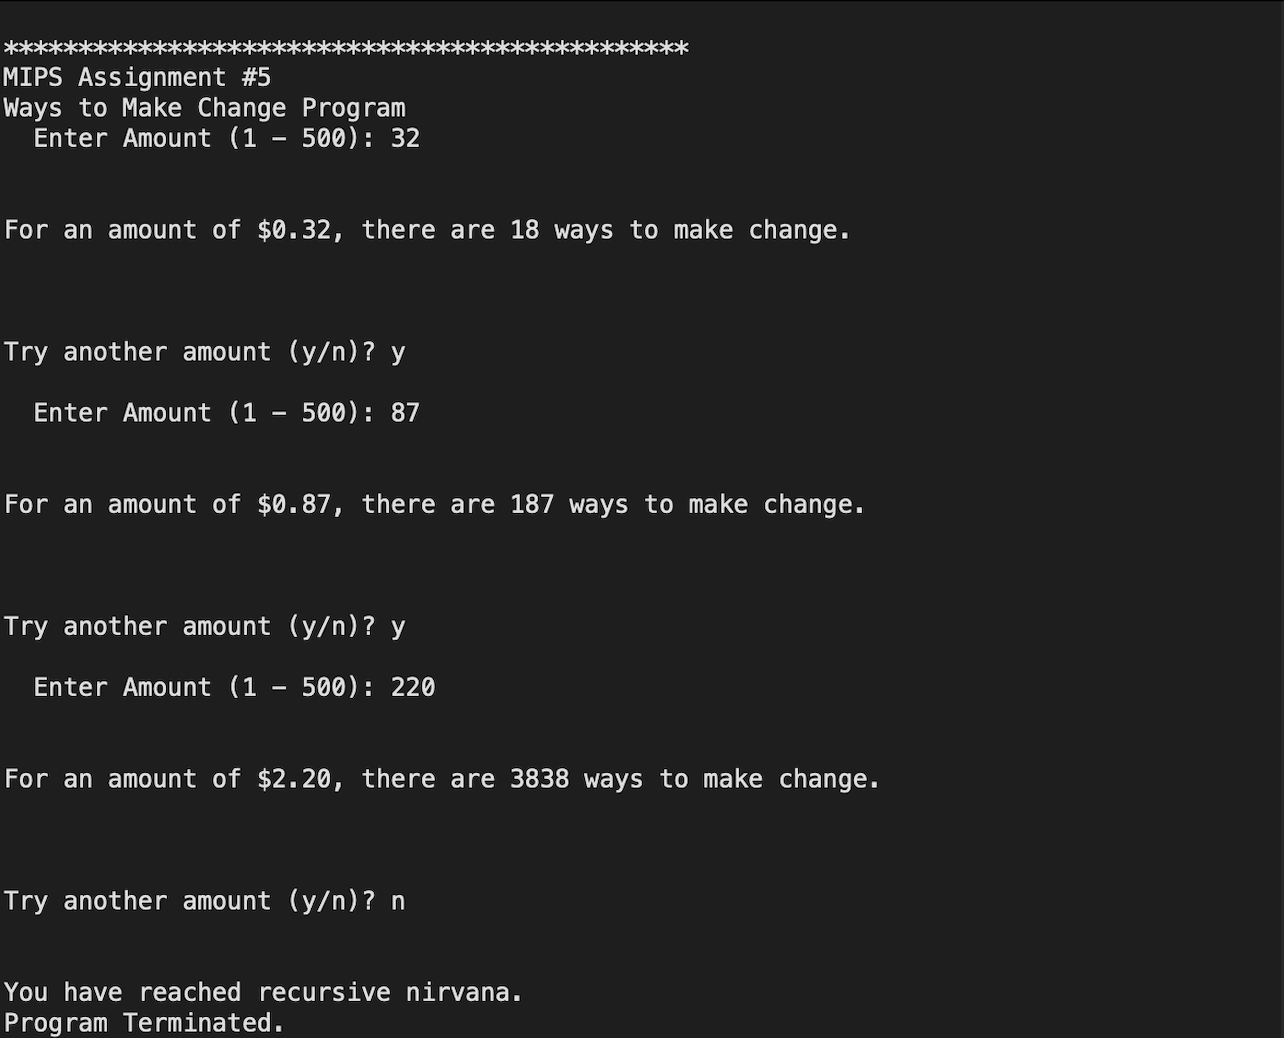 **********************************************
MIPS Assignment #5
Ways to Make Change Program
  Enter Amount (1 - 500): 32
For an amount of $0.32, there are 18 ways to make change.
Try another amount (y/n)? y
  Enter Amount (1 - 500): 87
For an amount of $0.87, there are 187 ways to make change.
Try another amount (y/n)? y
  Enter Amount (1 - 500): 220
For an amount of $2.20, there are 3838 ways to make change.
Try another amount (y/n)? n
You have reached recursive nirvana.
Program Terminated.